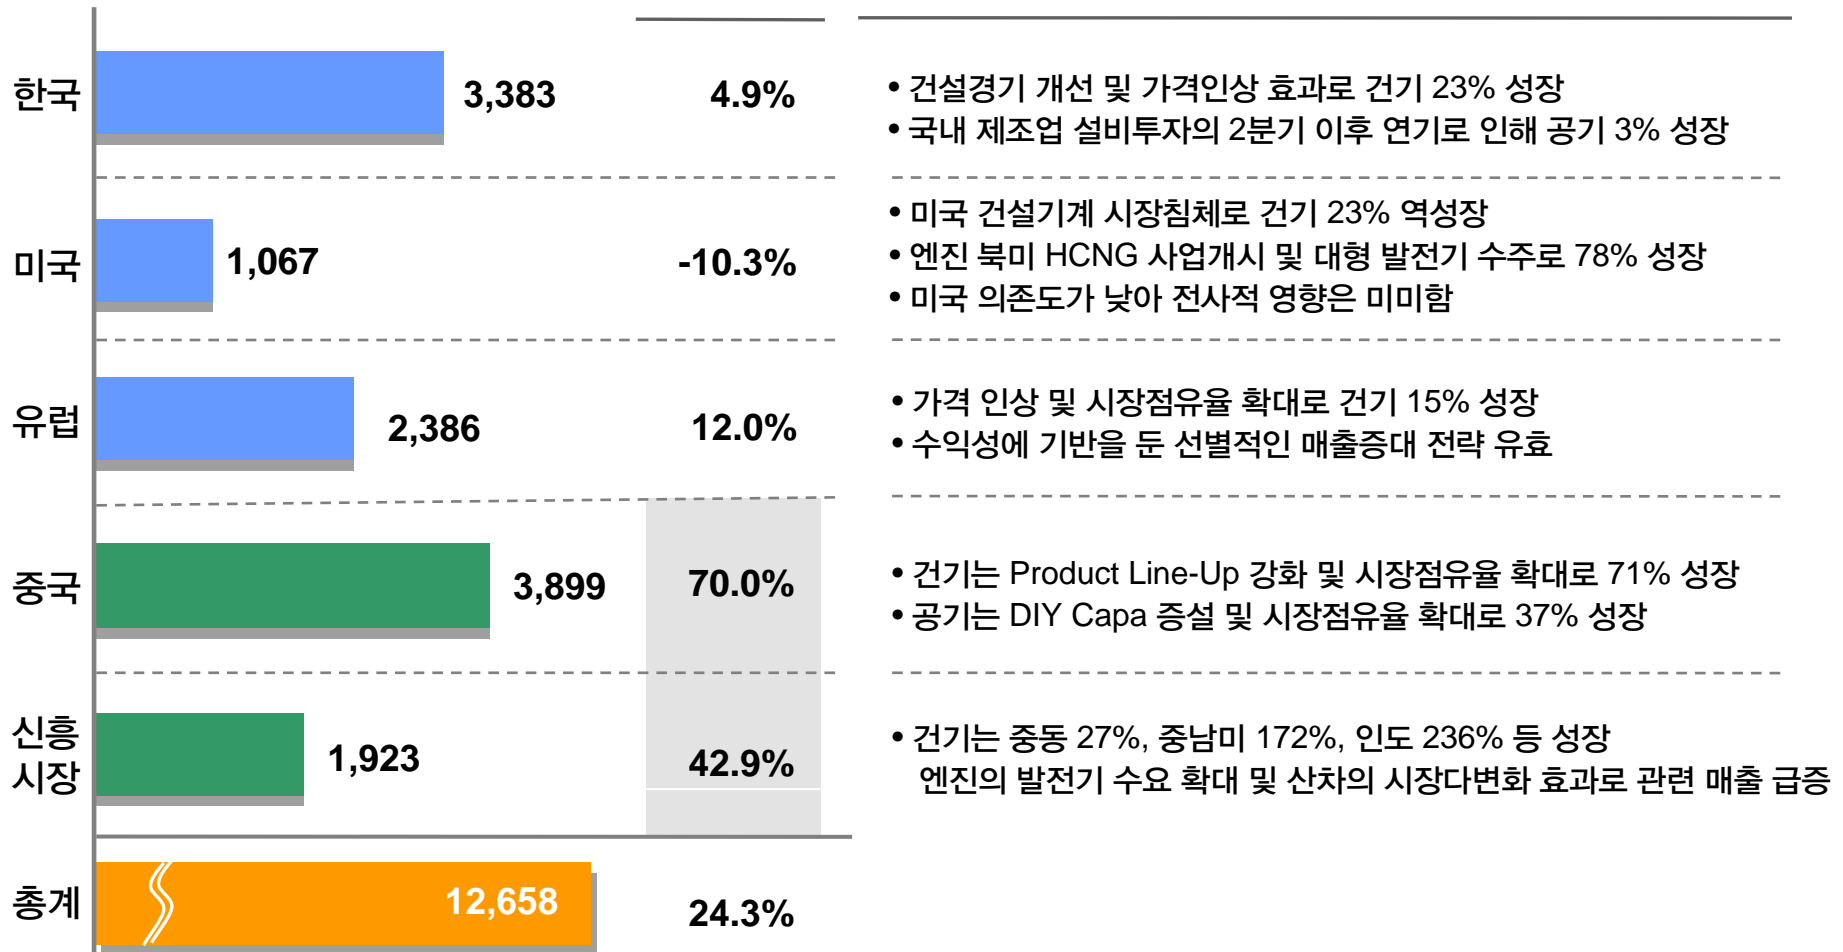 한국
3,383
4.9%
• 건설경기 개선 및 가격인상 효과로 건기 23% 성장
• 국내 제조업 설비투자의 2분기 이후 연기로 인해 공기 3% 성장
미국
1,067
-10.3%
• 미국 건설기계 시장침체로 건기 23% 역성장
• 엔진 북미 HCNG 사업개시 및 대형 발전기 수주로 78% 성장
• 미국 의존도가 낮아 전사적 영향은 미미함
유럽
2,386
12.0%
• 가격 인상 및 시장점유율 확대로 건기 15% 성장
• 수익성에 기반을 둔 선별적인 매출증대 전략 유효
중국
3,899
70.0%
• 건기는 Product Line-Up 강화 및 시장점유율 확대로 71% 성장
• 공기는 DIY Capa 증설 및 시장점유율 확대로 37% 성장
신흥
시장
1,923
42.9%
• 건기는 중동 27%, 중남미 172%, 인도 236% 등 성장
엔진의 발전기 수요 확대 및 산차의 시장다변화 효과로 관련 매출 급증
총계
12,658
24.3%